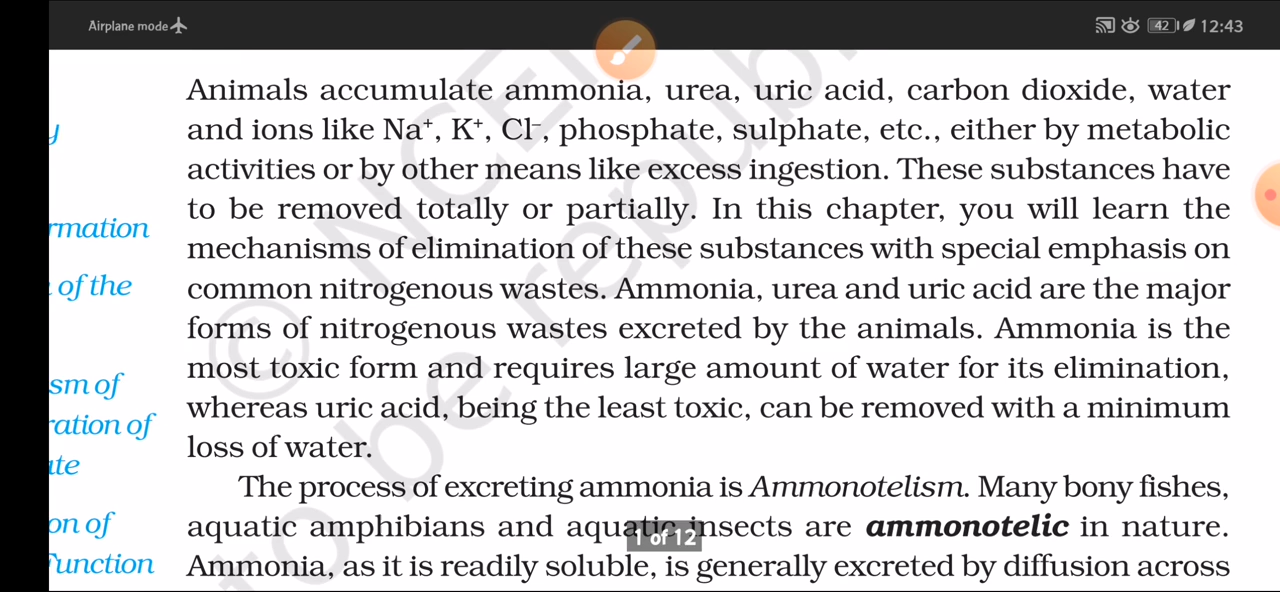 Airplane mode
42 12:43
Animals accumulate ammonia, urea, uric acid, carbon dioxide, water
and ions like Na⁺, K⁺, Cl⁻, phosphate, sulphate, etc., either by metabolic
activities or by other means like excess ingestion. These substances have
to be removed totally or partially. In this chapter, you will learn the
mechanisms of elimination of these substances with special emphasis on
common nitrogenous wastes. Ammonia, urea and uric acid are the major
forms of nitrogenous wastes excreted by the animals. Ammonia is the
most toxic form and requires large amount of water for its elimination,
whereas uric acid, being the least toxic, can be removed with a minimum
loss of water.
The process of excreting ammonia is Ammonotelism. Many bony fishes,
aquatic amphibians and aquatic insects are ammonotelic in nature.
Ammonia, as it is readily soluble, is generally excreted by diffusion across
1 of 12
y
rmation
of the
sm of
ration of
ate
on of
Function
© NCE
to be republi